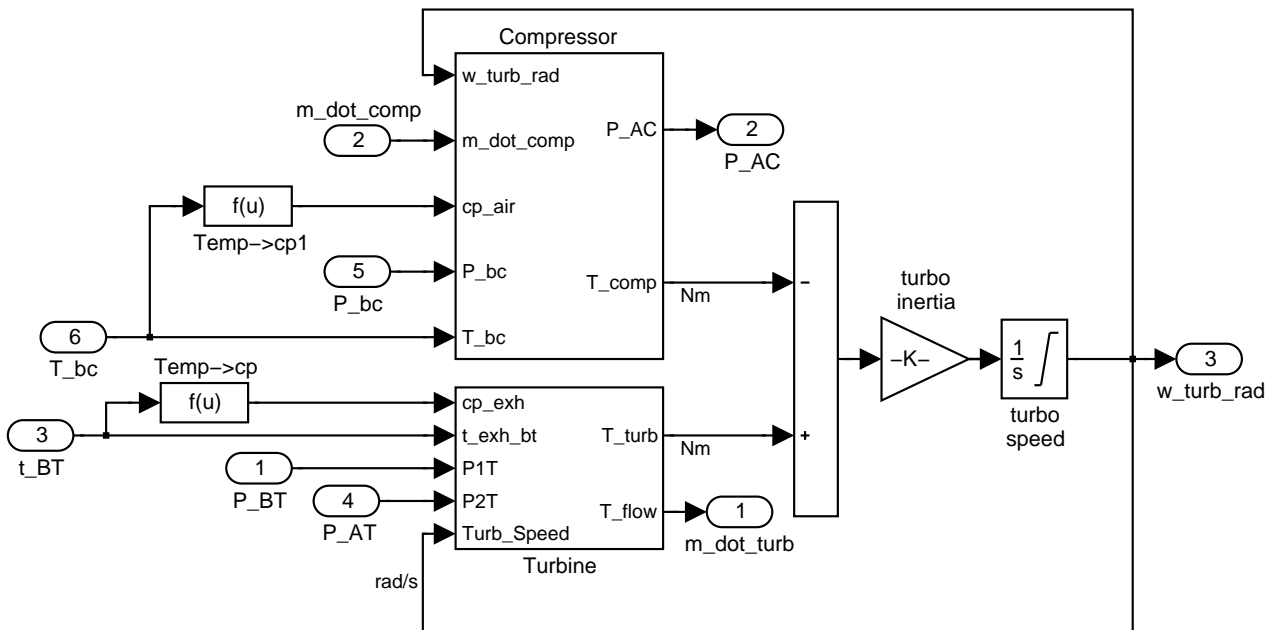 Compressor
w_turb_rad
m_dot_comp
2
m_dot_comp
P_AC
2
P_AC
f(u)
cp_air
Temp−>cp1
5
P_bc
P_bc
T_comp
Nm
−
turbo
inertia
6
T_bc
T_bc
−K−
1
s
3
w_turb_rad
turbo
speed
Temp−>cp
f(u)
cp_exh
3
t_BT
t_exh_bt
T_turb
Nm
+
1
P_BT
P1T
4
P_AT
P2T
T_flow
1
m_dot_turb
Turb_Speed
Turbine
rad/s